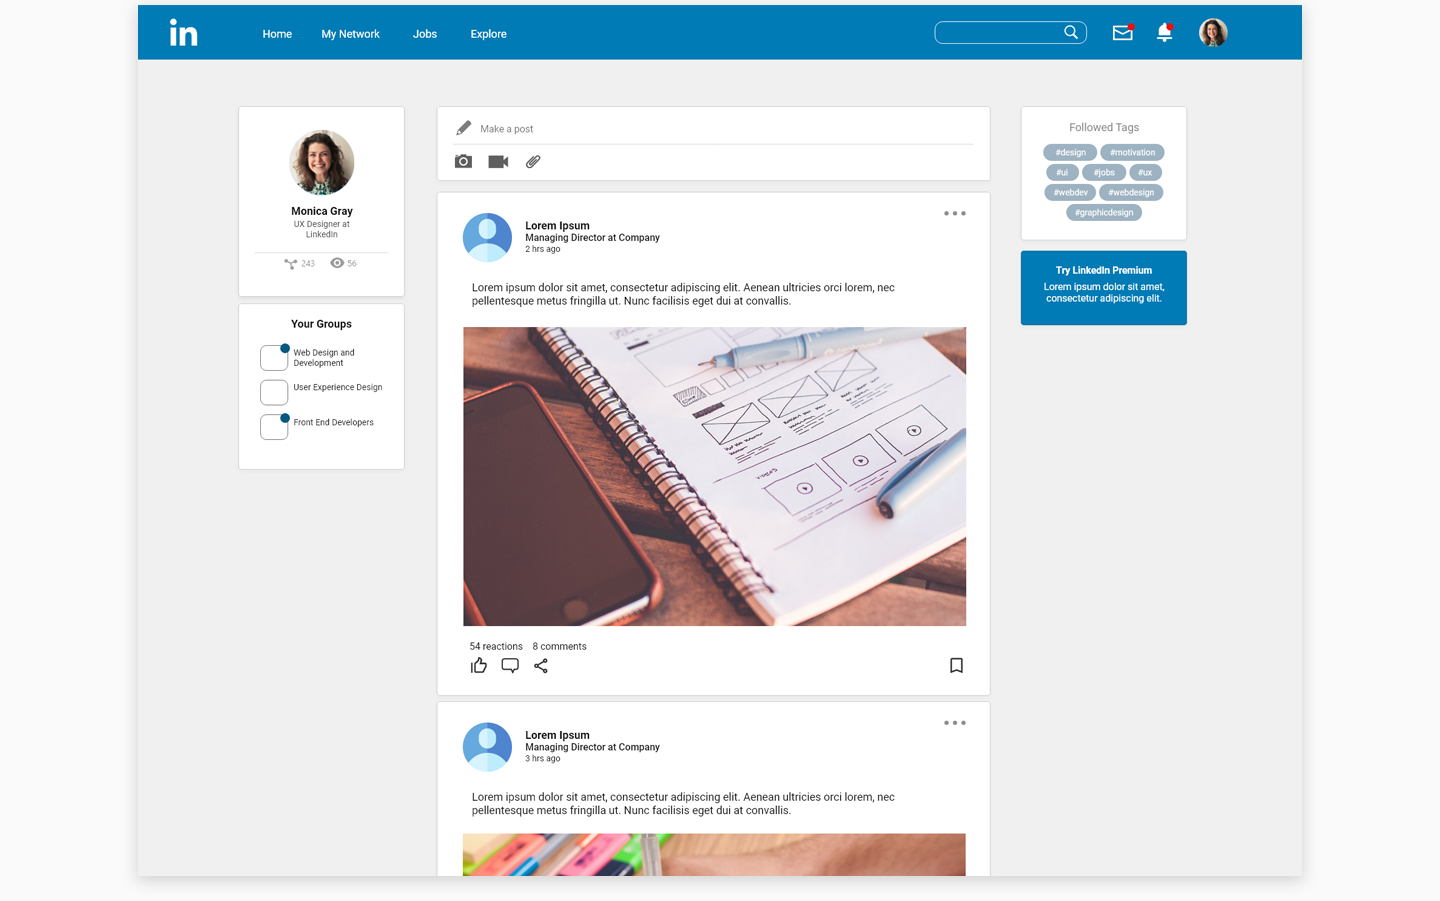 in
Home
My Network
Jobs
Explore
Monica Gray
UX Designer at
LinkedIn
243
56
Your Groups
Web Design and
Development
User Experience Design
Front End Developers
Make a post
Lorem Ipsum
Managing Director at Company
2 hrs ago
Lorem ipsum dolor sit amet, consectetur adipiscing elit. Aenean ultricies orci lorem, nec
pellentesque metus fringilla ut. Nunc facilisis eget dui at convallis.
VIDEOS
54 reactions
8 comments
Lorem Ipsum
Managing Director at Company
3 hrs ago
Lorem ipsum dolor sit amet, consectetur adipiscing elit. Aenean ultricies orci lorem, nec
pellentesque metus fringilla ut. Nunc facilisis eget dui at convallis.
Followed Tags
#design #motivation
#ui #jobs #ux
#webdev #webdesign
#graphicdesign
Try LinkedIn Premium
Lorem ipsum dolor sit amet,
consectetur adipiscing elit.